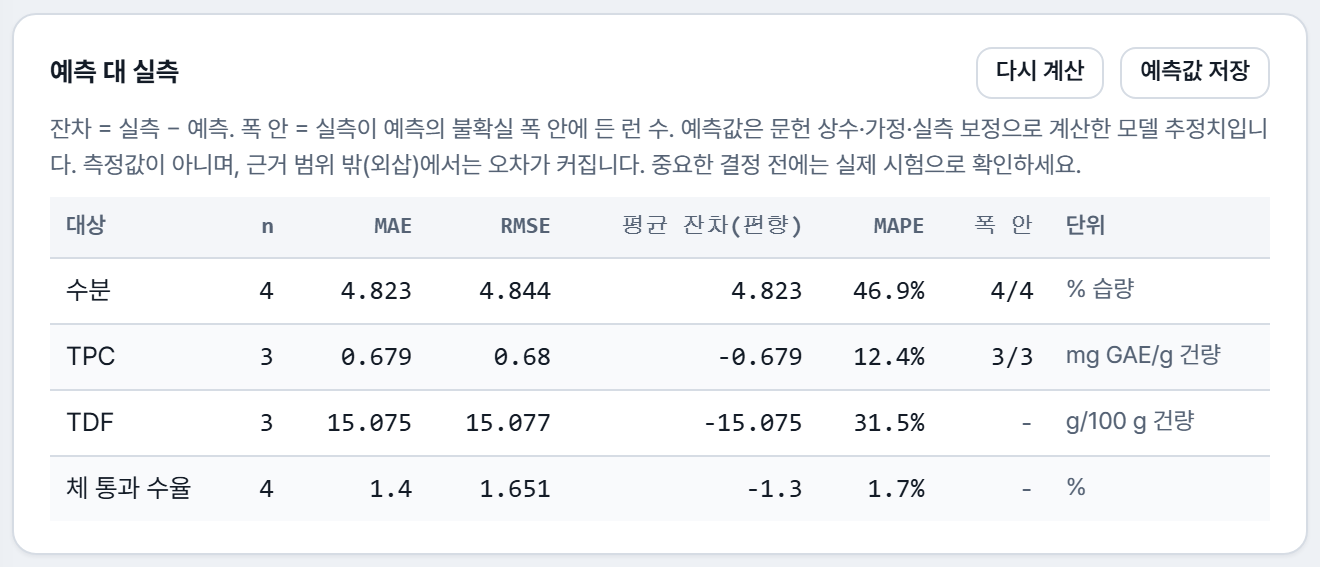 예측 대 실측
다시 계산
예측값 저장
잔차 = 실측 − 예측. 폭 안 = 실측이 예측의 불확실 폭 안에 든 런 수. 예측값은 문헌 상수·가정·실측 보정으로 계산한 모델 추정치입니
다. 측정값이 아니며, 근거 범위 밖(외삽)에서는 오차가 커집니다. 중요한 결정 전에는 실제 시험으로 확인하세요.
대상 n MAE RMSE 평균 잔차(편향) MAPE 폭 안 단위
수분 4 4.823 4.844 4.823 46.9% 4/4 % 습량
TPC 3 0.679 0.68 -0.679 12.4% 3/3 mg GAE/g 건량
TDF 3 15.075 15.077 -15.075 31.5% - g/100 g 건량
체 통과 수율 4 1.4 1.651 -1.3 1.7% - %